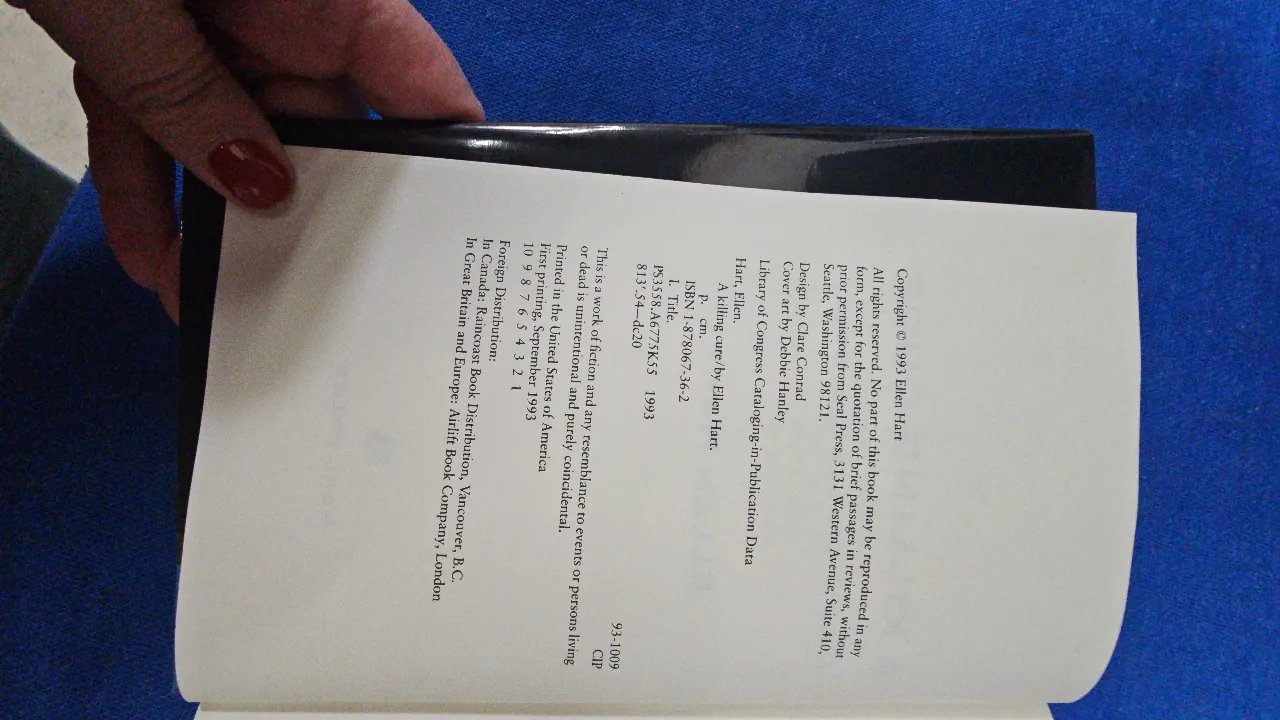 Copyright © 1993 Ellen Hart
All rights reserved. No part of this book may be reproduced in any
form, except for the quotation of brief passages in reviews, without
prior permission from Seal Press, 3131 Western Avenue, Suite 410,
Seattle, Washington 98121.
Design by Clare Conrad
Cover art by Debbie Hanley
Library of Congress Cataloging-in-Publication Data
Hart, Ellen.
A killing cure / by Ellen Hart.
p. cm.
ISBN 1-878067-36-2
I. Title.
PS3558.A6775K55 1993
813'.54—dc20
93-1009
CIP
This is a work of fiction and any resemblance to events or persons living
or dead is unintentional and purely coincidental.
Printed in the United States of America
First printing, September 1993
10 9 8 7 6 5 4 3 2 1
Foreign Distribution:
In Canada: Raincoast Book Distribution, Vancouver, B.C.
In Great Britain and Europe: Airlift Book Company, London